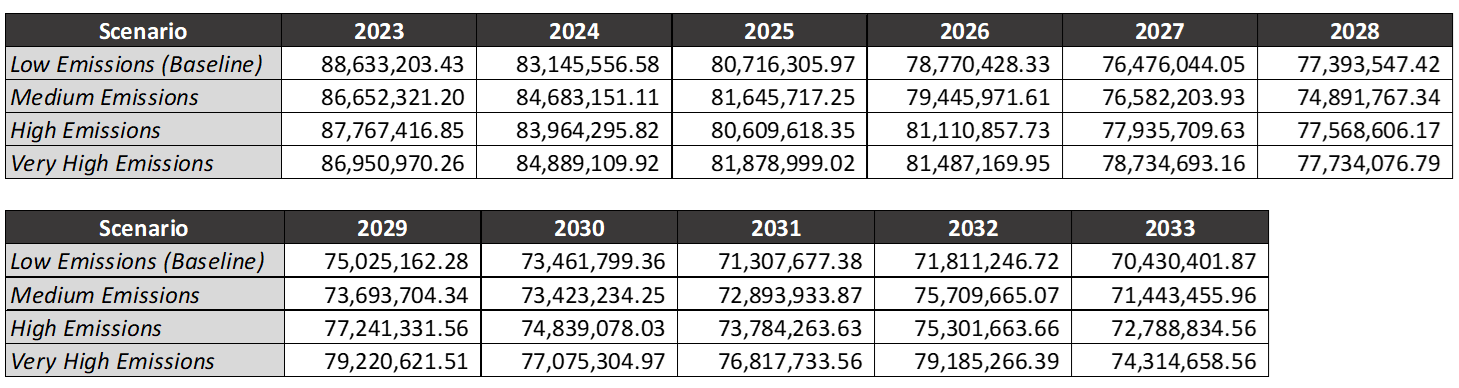 Scenario 2023 2024 2025 2026 2027 2028
Low Emissions (Baseline) 88,633,203.43 83,145,556.58 80,716,305.97 78,770,428.33 76,476,044.05 77,393,547.42
Medium Emissions 86,652,321.20 84,683,151.11 81,645,717.25 79,445,971.61 76,582,203.93 74,891,767.34
High Emissions 87,767,416.85 83,964,295.82 80,609,618.35 81,110,857.73 77,935,709.63 77,568,606.17
Very High Emissions 86,950,970.26 84,889,109.92 81,878,999.02 81,487,169.95 78,734,693.16 77,734,076.79
Scenario 2029 2030 2031 2032 2033
Low Emissions (Baseline) 75,025,162.28 73,461,799.36 71,307,677.38 71,811,246.72 70,430,401.87
Medium Emissions 73,693,704.34 73,423,234.25 72,893,933.87 75,709,665.07 71,443,455.96
High Emissions 77,241,331.56 74,839,078.03 73,784,263.63 75,301,663.66 72,788,834.56
Very High Emissions 79,220,621.51 77,075,304.97 76,817,733.56 79,185,266.39 74,314,658.56